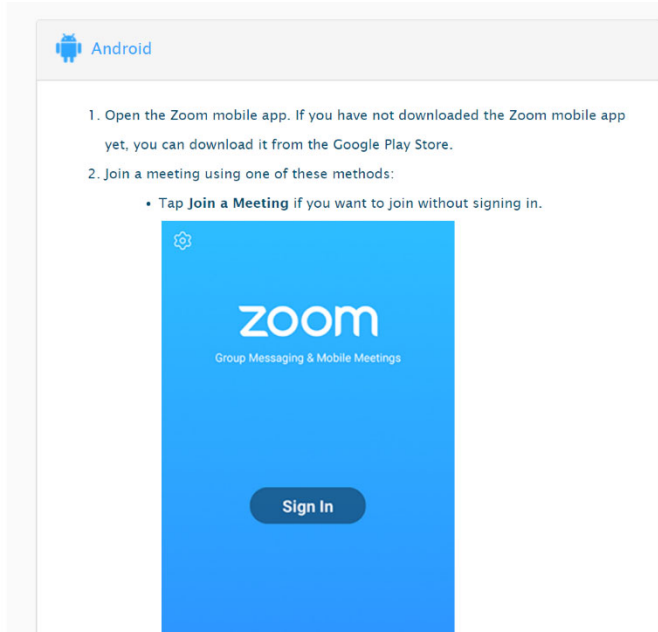 Android
1. Open the Zoom mobile app. If you have not downloaded the Zoom mobile app
yet, you can download it from the Google Play Store.
2. Join a meeting using one of these methods:
• Tap Join a Meeting if you want to join without signing in.
zoom
Group Messaging & Mobile Meetings
Sign In